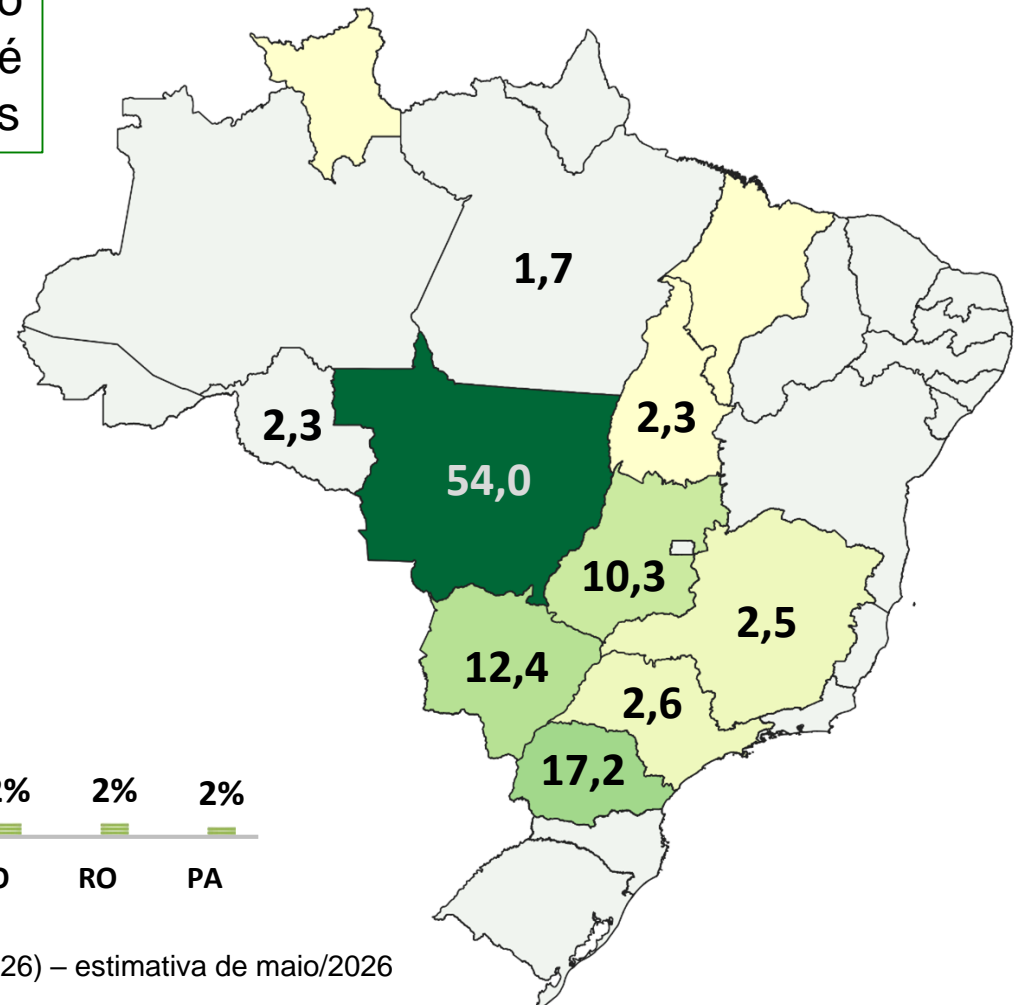 o
é
s
1,7
2,3
2,3
54,0
10,3
2,5
12,4
2,6
17,2
2% 2% 2%
O RO PA
26) – estimativa de maio/2026